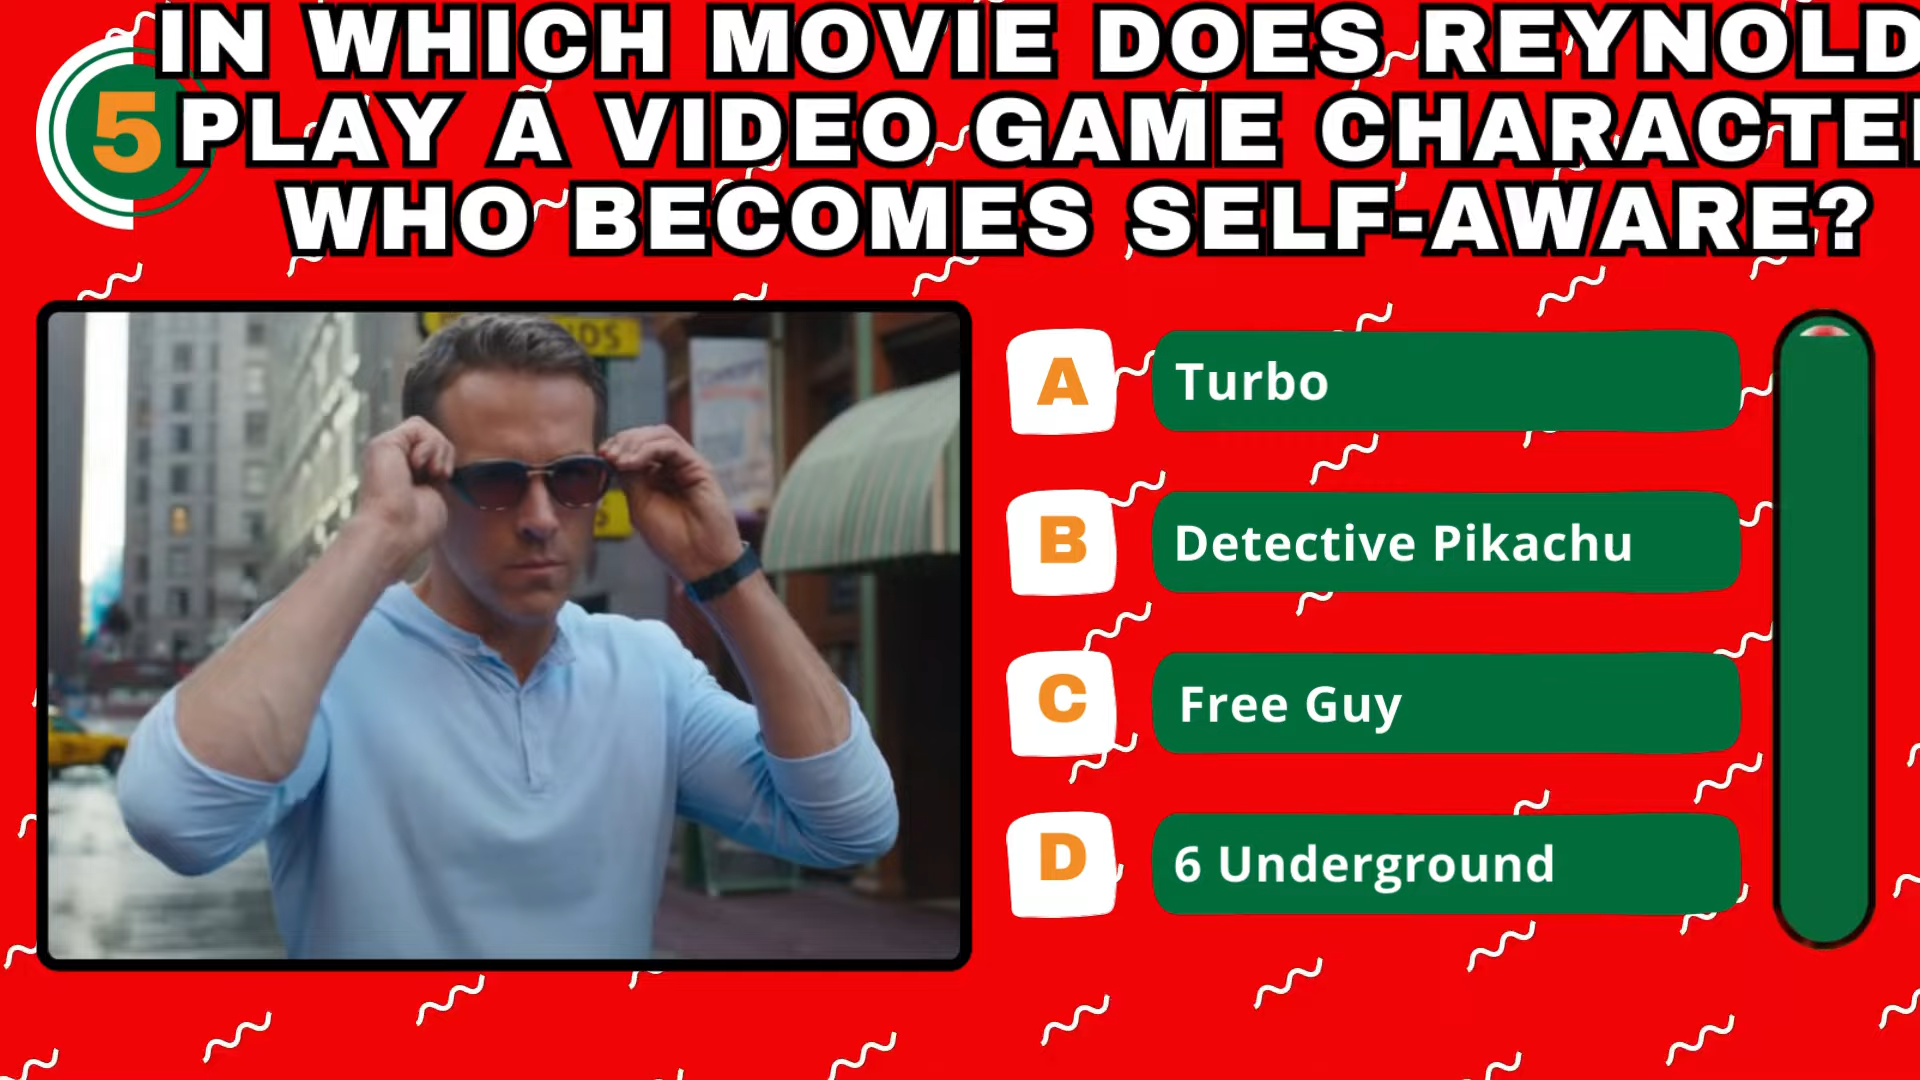 IN WHICH MOVIE DOES REYNOLD
5
PLAY A VIDEO GAME CHARACTE
WHO BECOMES SELF-AWARE?
A
Turbo
B
Detective Pikachu
C
Free Guy
D
6 Underground